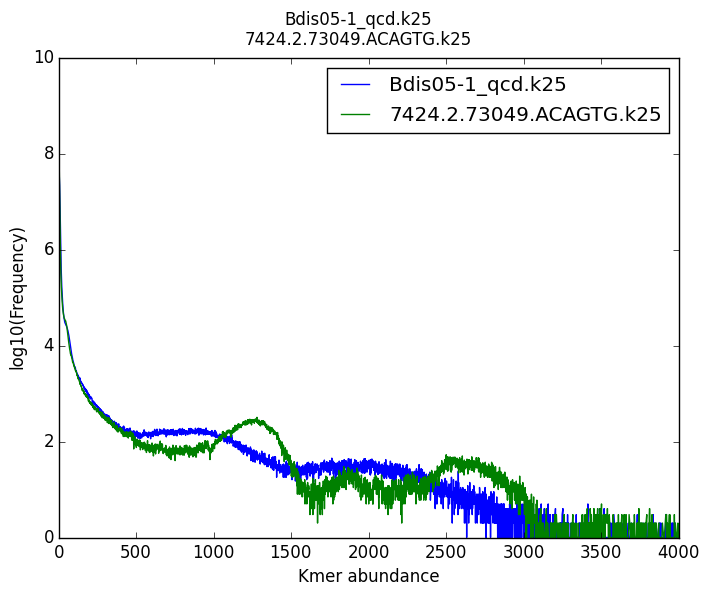 Bdis05-1_qcd.k25
7424.2.73049.ACAGTG.k25
10
Bdis05-1_qcd.k25
7424.2.73049.ACAGTG.k25
8
6
log10(Frequency)
4
2
0
0 500 1000 1500 2000 2500 3000 3500 4000
Kmer abundance